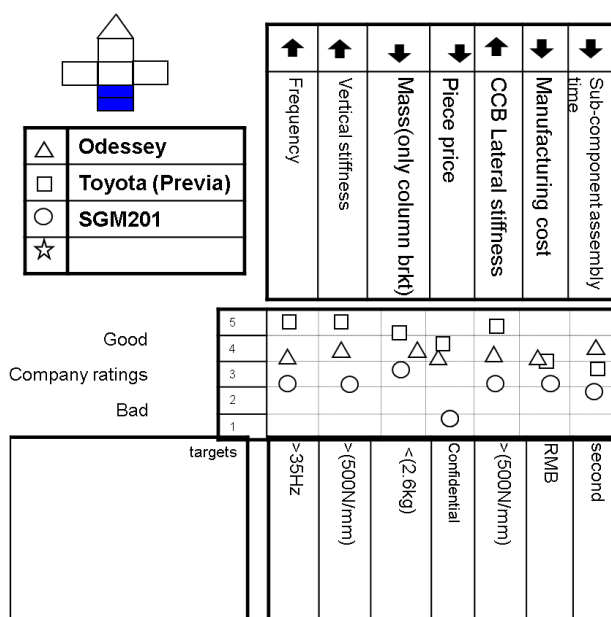 Frequency
Vertical stiffness
Mass(only column brkt)
Piece price
CCB Lateral stiffness
Manufacturing cost
Sub-component assembly
time
Odessey
Toyota (Previa)
SGM201
Good
Company ratings
Bad
5
4
3
2
1
targets
>35Hz
>(500N/mm)
<(2.6kg)
Confidential
>(500N/mm)
RMB
second